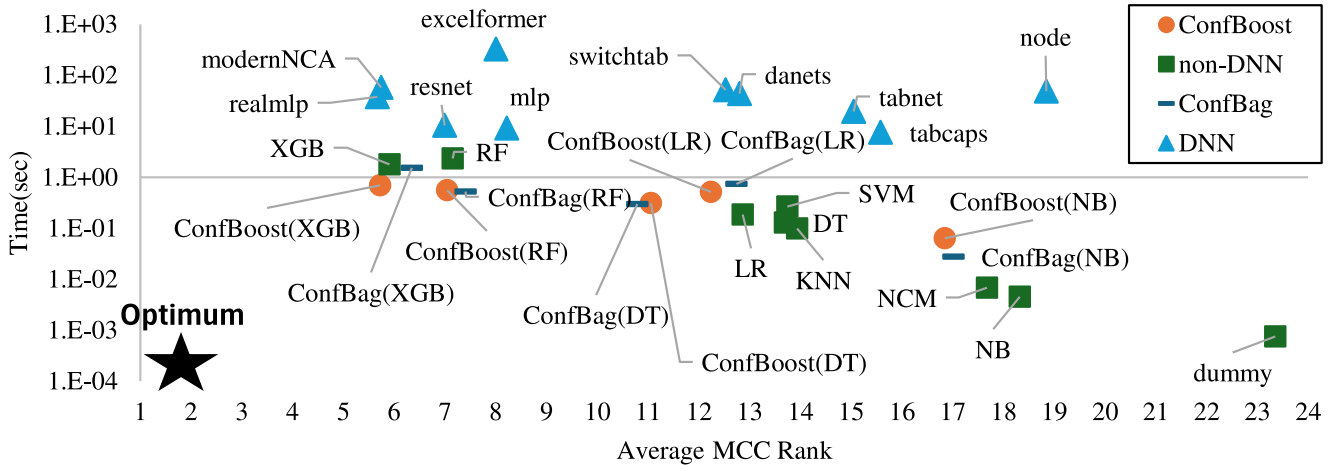 1.E+03
1.E+02
1.E+01
1.E+00
1.E-01
1.E-02
1.E-03
1.E-04
Time(sec)
excelformer
modernNCA
realmlp
resnet
mlp
switchtab
danets
tabnet
tabcaps
node
XGB
RF
ConfBoost(LR)
ConfBag(LR)
ConfBoost(XGB)
ConfBag(RF)
ConfBoost(RF)
ConfBag(XGB)
SVM
DT
LR
KNN
ConfBoost(NB)
ConfBag(NB)
ConfBag(DT)
ConfBoost(DT)
NCM
NB
dummy
Optimum
ConfBoost
non-DNN
ConfBag
DNN
1 2 3 4 5 6 7 8 9 10 11 12 13 14 15 16 17 18 19 20 21 22 23 24
Average MCC Rank